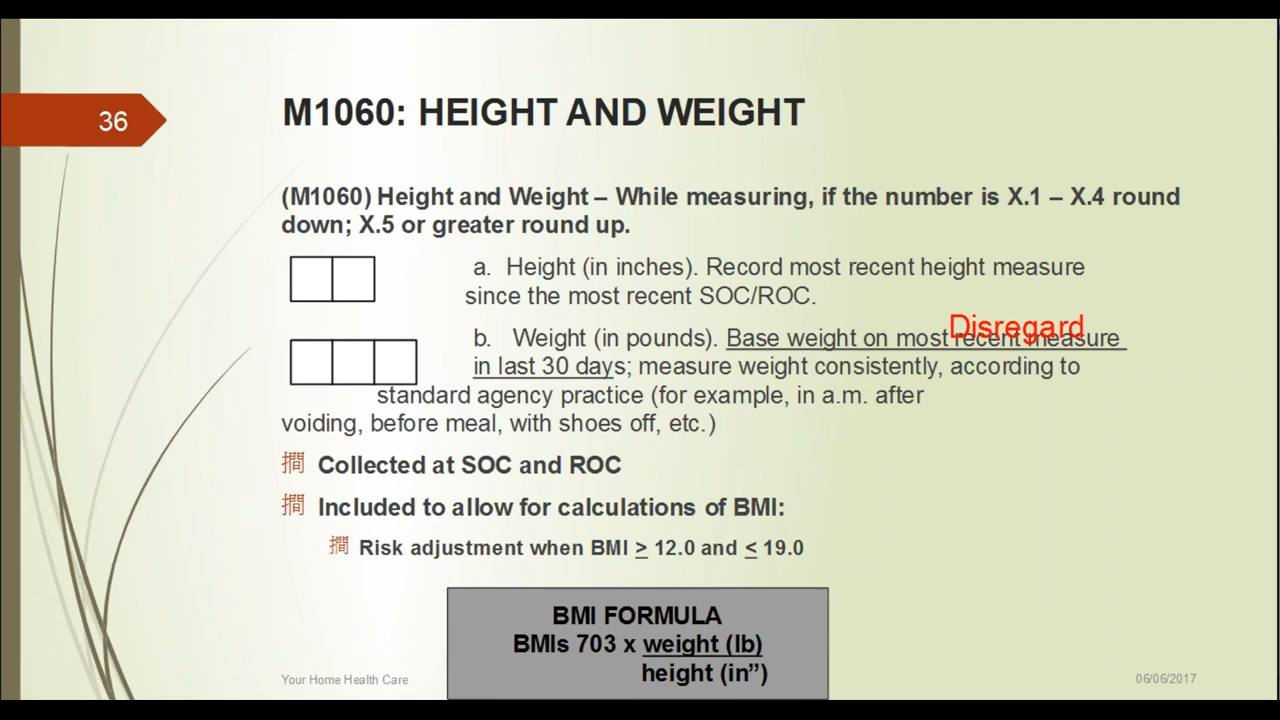 36
M1060: HEIGHT AND WEIGHT
(M1060) Height and Weight – While measuring, if the number is X.1 – X.4 round
down; X.5 or greater round up.
a. Height (in inches). Record most recent height measure
since the most recent SOC/ROC.
Disregard
b. Weight (in pounds). Base weight on most recent measure
in last 30 days; measure weight consistently, according to
standard agency practice (for example, in a.m. after
voiding, before meal, with shoes off, etc.)
擱 Collected at SOC and ROC
擱 Included to allow for calculations of BMI:
擱 Risk adjustment when BMI ≥ 12.0 and ≤ 19.0
BMI FORMULA
BMIs 703 x weight (lb)
height (in”)
Your Home Health Care
06/06/2017